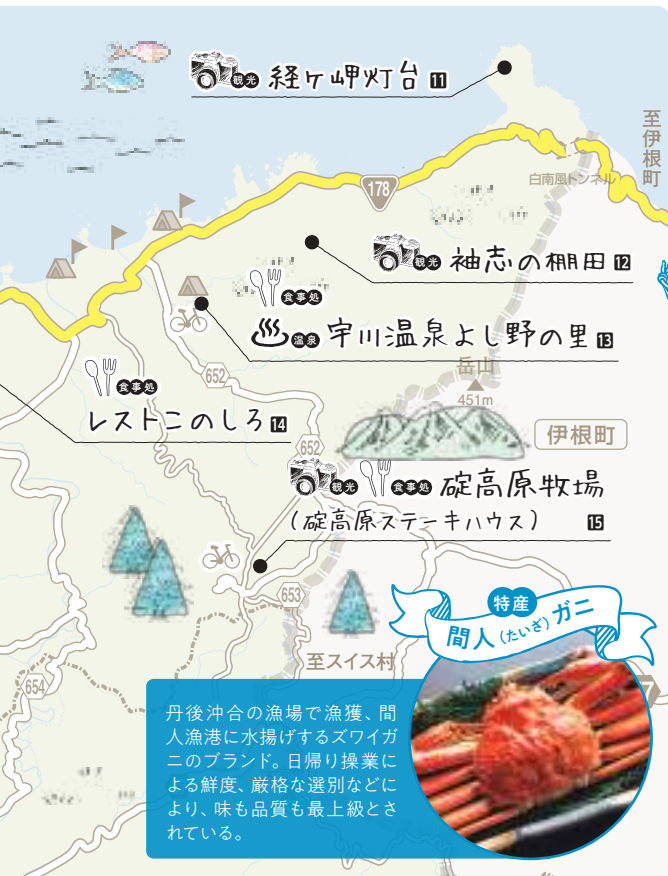 観光 経ケ岬灯台 11
至伊根町
白南風トンネル
178
観光 袖志の棚田 12
食事処
温泉 宇川温泉よし野の里 13
652
岳山
451m
食事処
レストこのしろ 14
652
伊根町
観光 食事処 碇高原牧場
(碇高原ステーキハウス) 15
653
特産
間人(たいざ)ガニ
至スイス村
654
丹後沖合の漁場で漁獲、間
人漁港に水揚げするズワイガ
ニのブランド。日帰り操業に
よる鮮度、厳格な選別などに
より、味も品質も最上級とさ
れている。